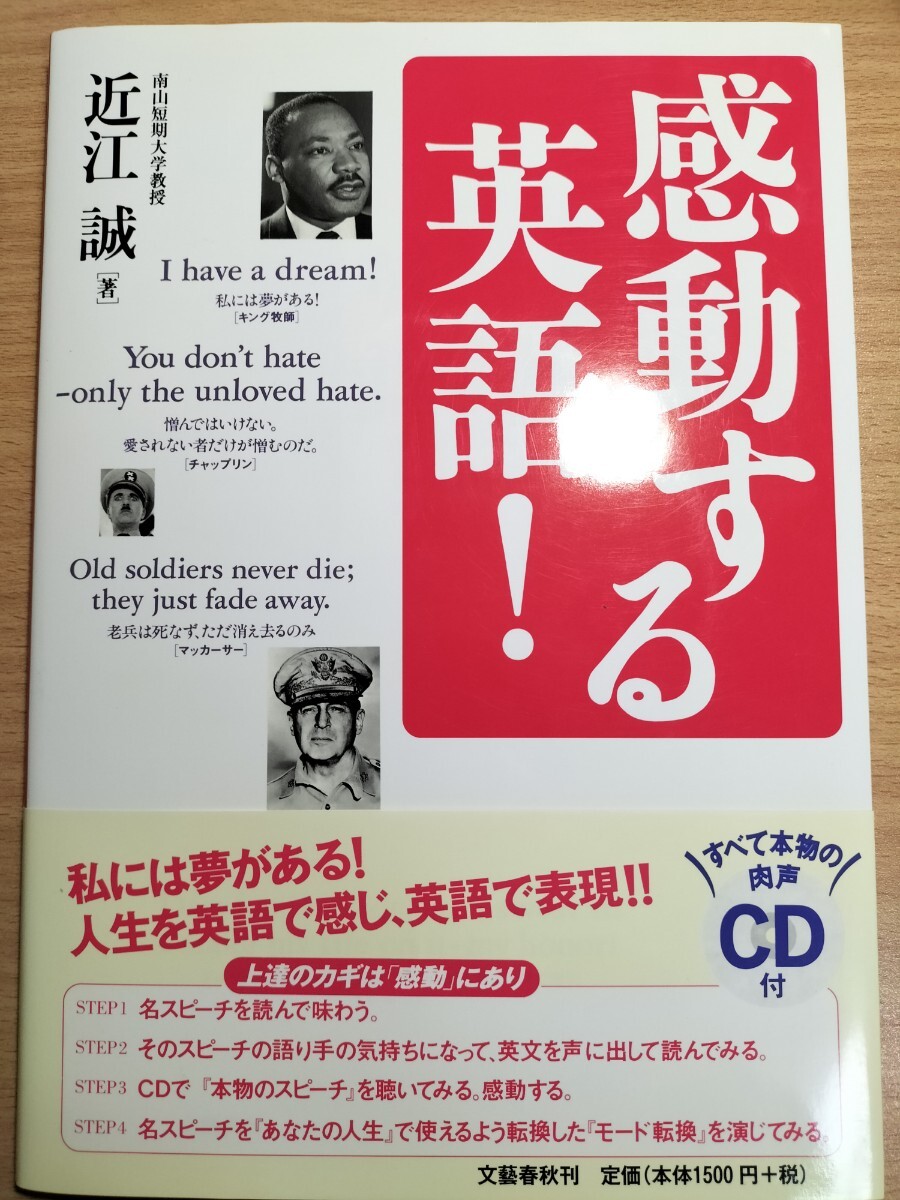 感動する
英語!
南山短期大学教授
近江 誠[著]
I have a dream!
私には夢がある!
[キング牧師]
You don't hate
-only the unloved hate.
憎んではいけない。
愛されない者だけが憎むのだ。
[チャップリン]
Old soldiers never die;
they just fade away.
老兵は死なず、ただ消え去るのみ
[マッカーサー]
私には夢がある!
人生を英語で感じ、英語で表現!!
すべて本物の
肉声
CD
付
上達のカギは「感動」にあり
STEP1 名スピーチを読んで味わう。
STEP2 そのスピーチの語り手の気持ちになって、英文を声に出して読んでみる。
STEP3 CDで『本物のスピーチ』を聴いてみる。感動する。
STEP4 名スピーチを『あなたの人生』で使えるよう転換した『モード転換』を演じてみる。
文藝春秋刊 定価(本体1500円+税)